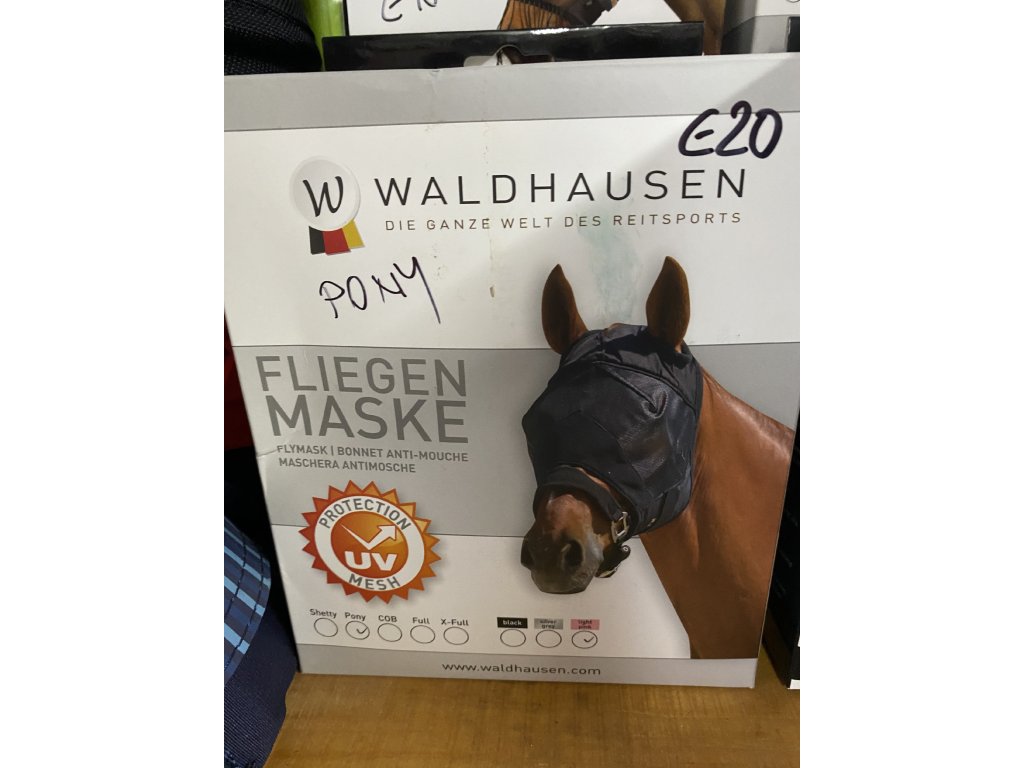 €20
W WALDHAUSEN
DIE GANZE WELT DES REITSPORTS
PONY
FLIEGEN
MASKE
FLYMASK | BONNET ANTI-MOUCHE
MASCHERA ANTIMOSCHE
PROTECTION
UV
MESH
Shetty Pony COB Full X-Full
black silver grey light pink
www.waldhausen.com